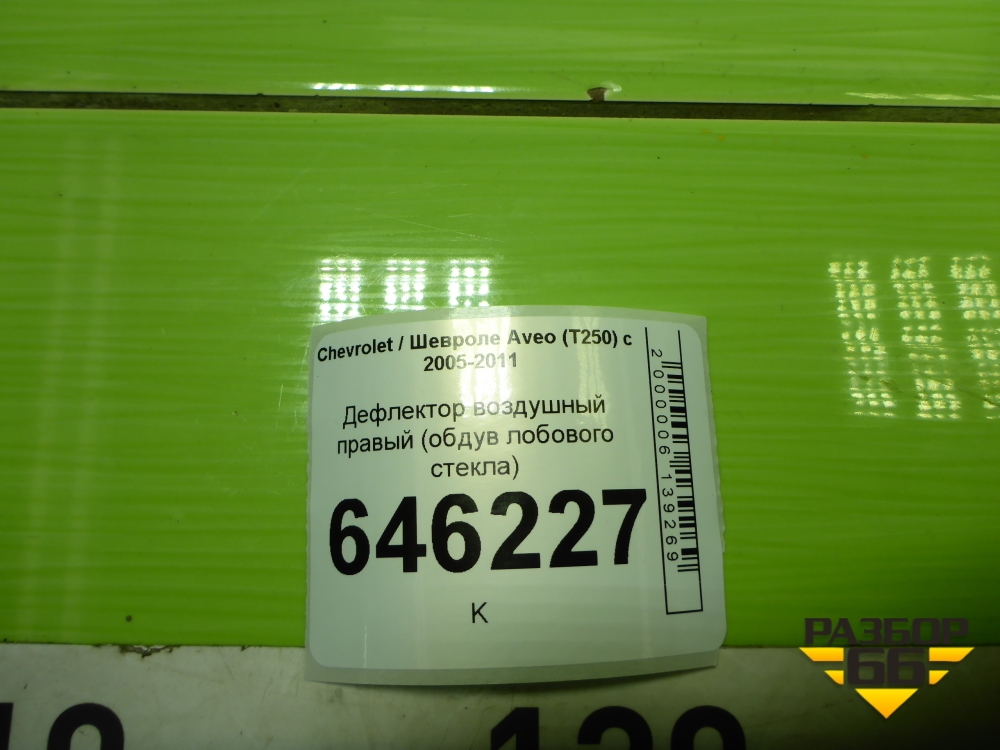 Chevrolet / Шевроле Aveo (T250) с
2005-2011
Дефлектор воздушный
правый (обдув лобового
стекла)
646227
К
2000006139269
РАЗБОР
66